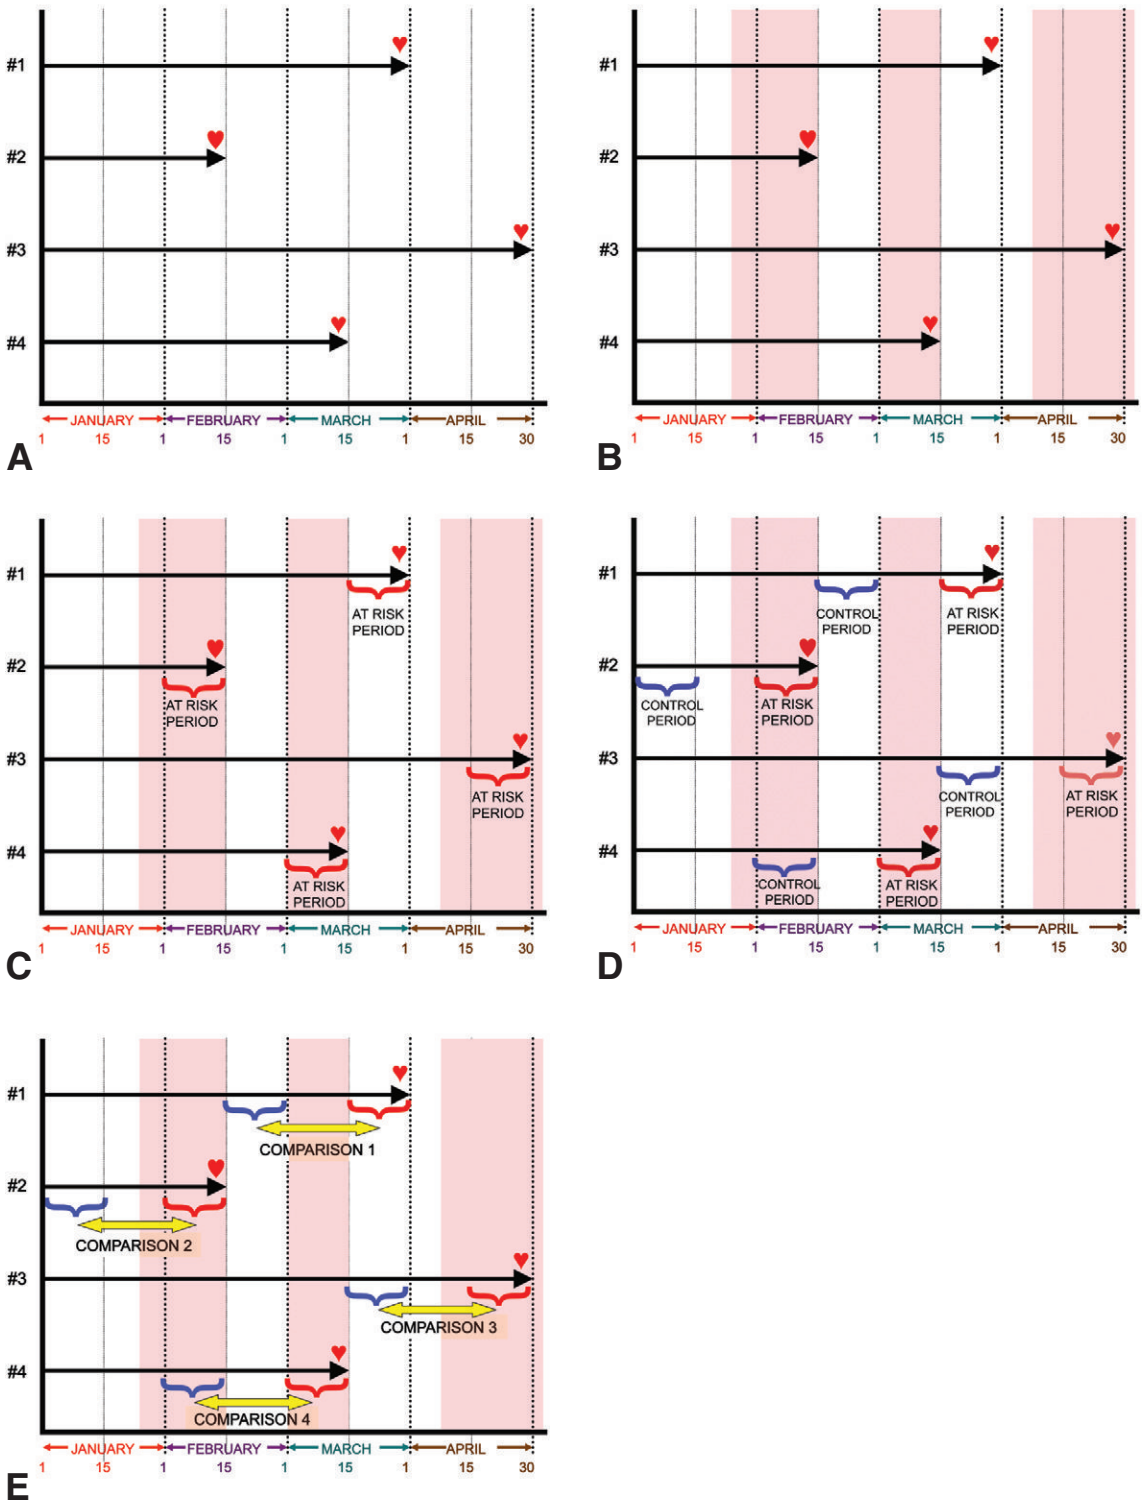 #1
#2
#3
#4
JANUARY FEBRUARY MARCH APRIL
1 15 1 15 1 15 1 15 30
A
#1
#2
#3
#4
JANUARY FEBRUARY MARCH APRIL
1 15 1 15 1 15 1 15 30
B
#1
AT RISK
PERIOD
#2
AT RISK
PERIOD
#3
AT RISK
PERIOD
#4
AT RISK
PERIOD
JANUARY FEBRUARY MARCH APRIL
1 15 1 15 1 15 1 15 30
C
#1
CONTROL AT RISK
PERIOD PERIOD
#2
CONTROL AT RISK
PERIOD PERIOD
#3
CONTROL AT RISK
PERIOD PERIOD
#4
CONTROL AT RISK
PERIOD PERIOD
JANUARY FEBRUARY MARCH APRIL
1 15 1 15 1 15 1 15 30
D
#1
COMPARISON 1
#2
COMPARISON 2
#3
COMPARISON 3
#4
COMPARISON 4
JANUARY FEBRUARY MARCH APRIL
1 15 1 15 1 15 1 15 30
E